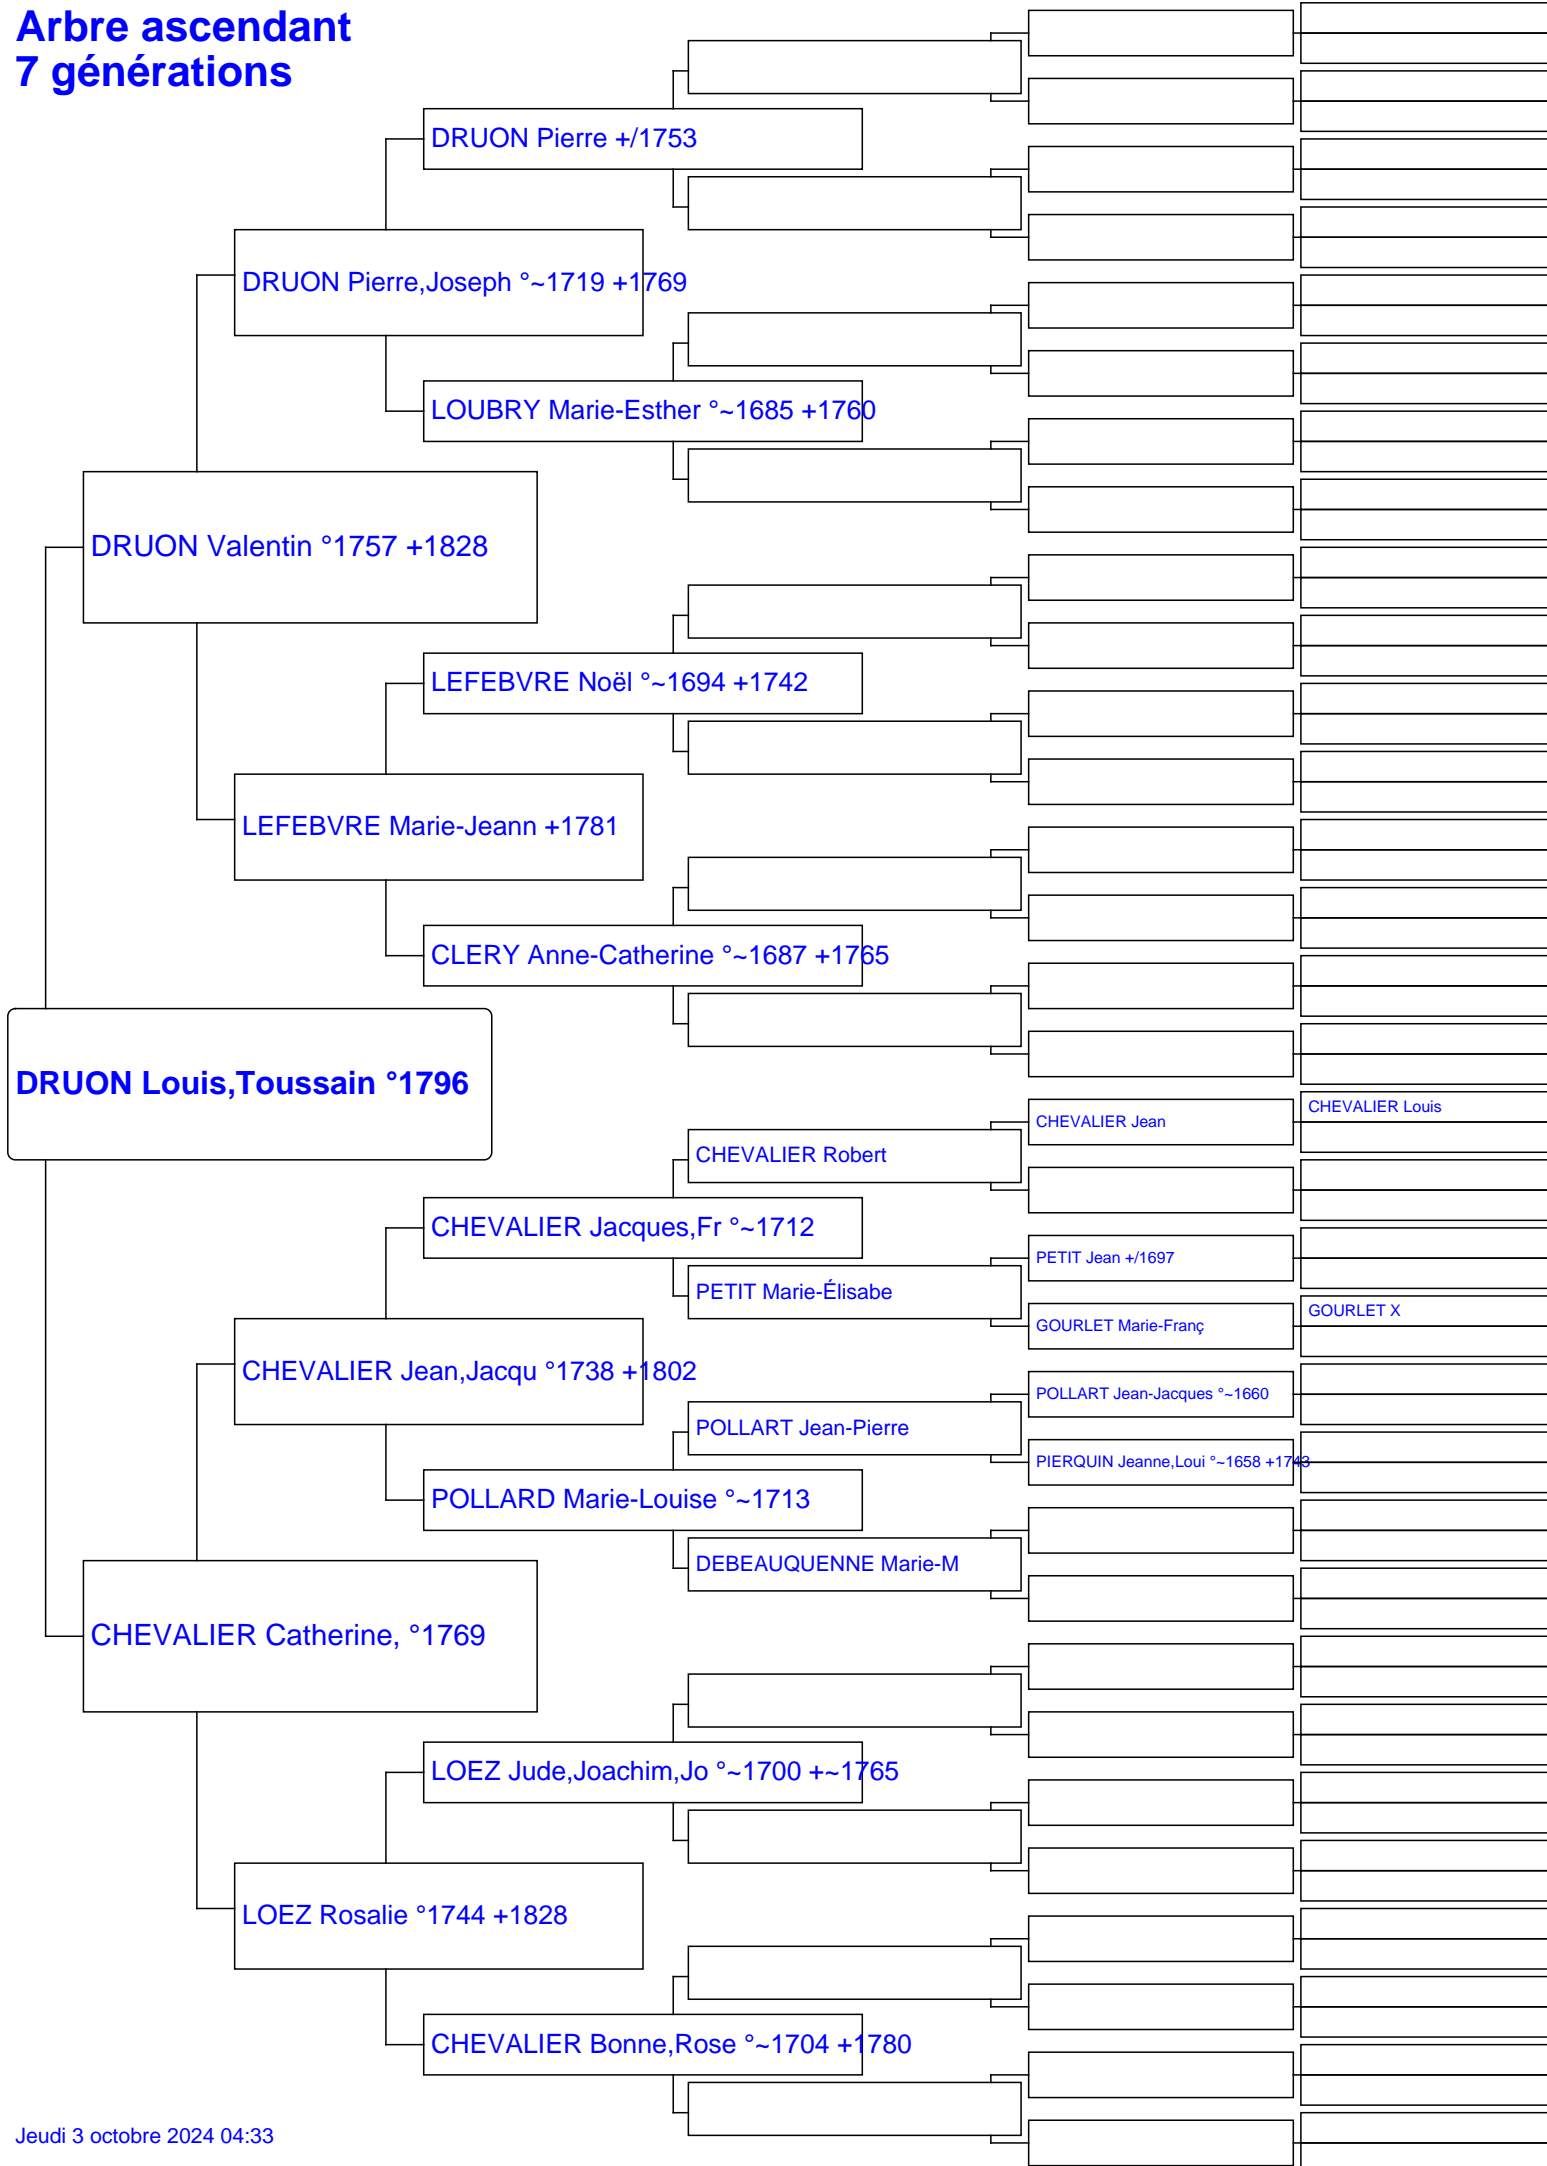 Arbre ascendant
7 générations
DRUON Pierre +/1753
DRUON Pierre,Joseph °~1719 +1769
LOUBRY Marie-Esther °~1685 +1760
DRUON Valentin °1757 +1828
LEFEBVRE Noël °~1694 +1742
LEFEBVRE Marie-Jeann +1781
CLERY Anne-Catherine °~1687 +1765
DRUON Louis,Toussain °1796
CHEVALIER Louis
CHEVALIER Jean
CHEVALIER Robert
CHEVALIER Jacques,Fr °~1712
PETIT Jean +/1697
PETIT Marie-Élisabe
GOURLET X
GOURLET Marie-Franç
CHEVALIER Jean,Jacqu °1738 +1802
POLLART Jean-Jacques °~1660
POLLART Jean-Pierre
PIERQUIN Jeanne,Loui °~1658 +1743
POLLARD Marie-Louise °~1713
DEBEAUQUENNE Marie-M
CHEVALIER Catherine, °1769
LOEZ Jude,Joachim,Jo °~1700 +~1765
LOEZ Rosalie °1744 +1828
CHEVALIER Bonne,Rose °~1704 +1780
Jeudi 3 octobre 2024 04:33